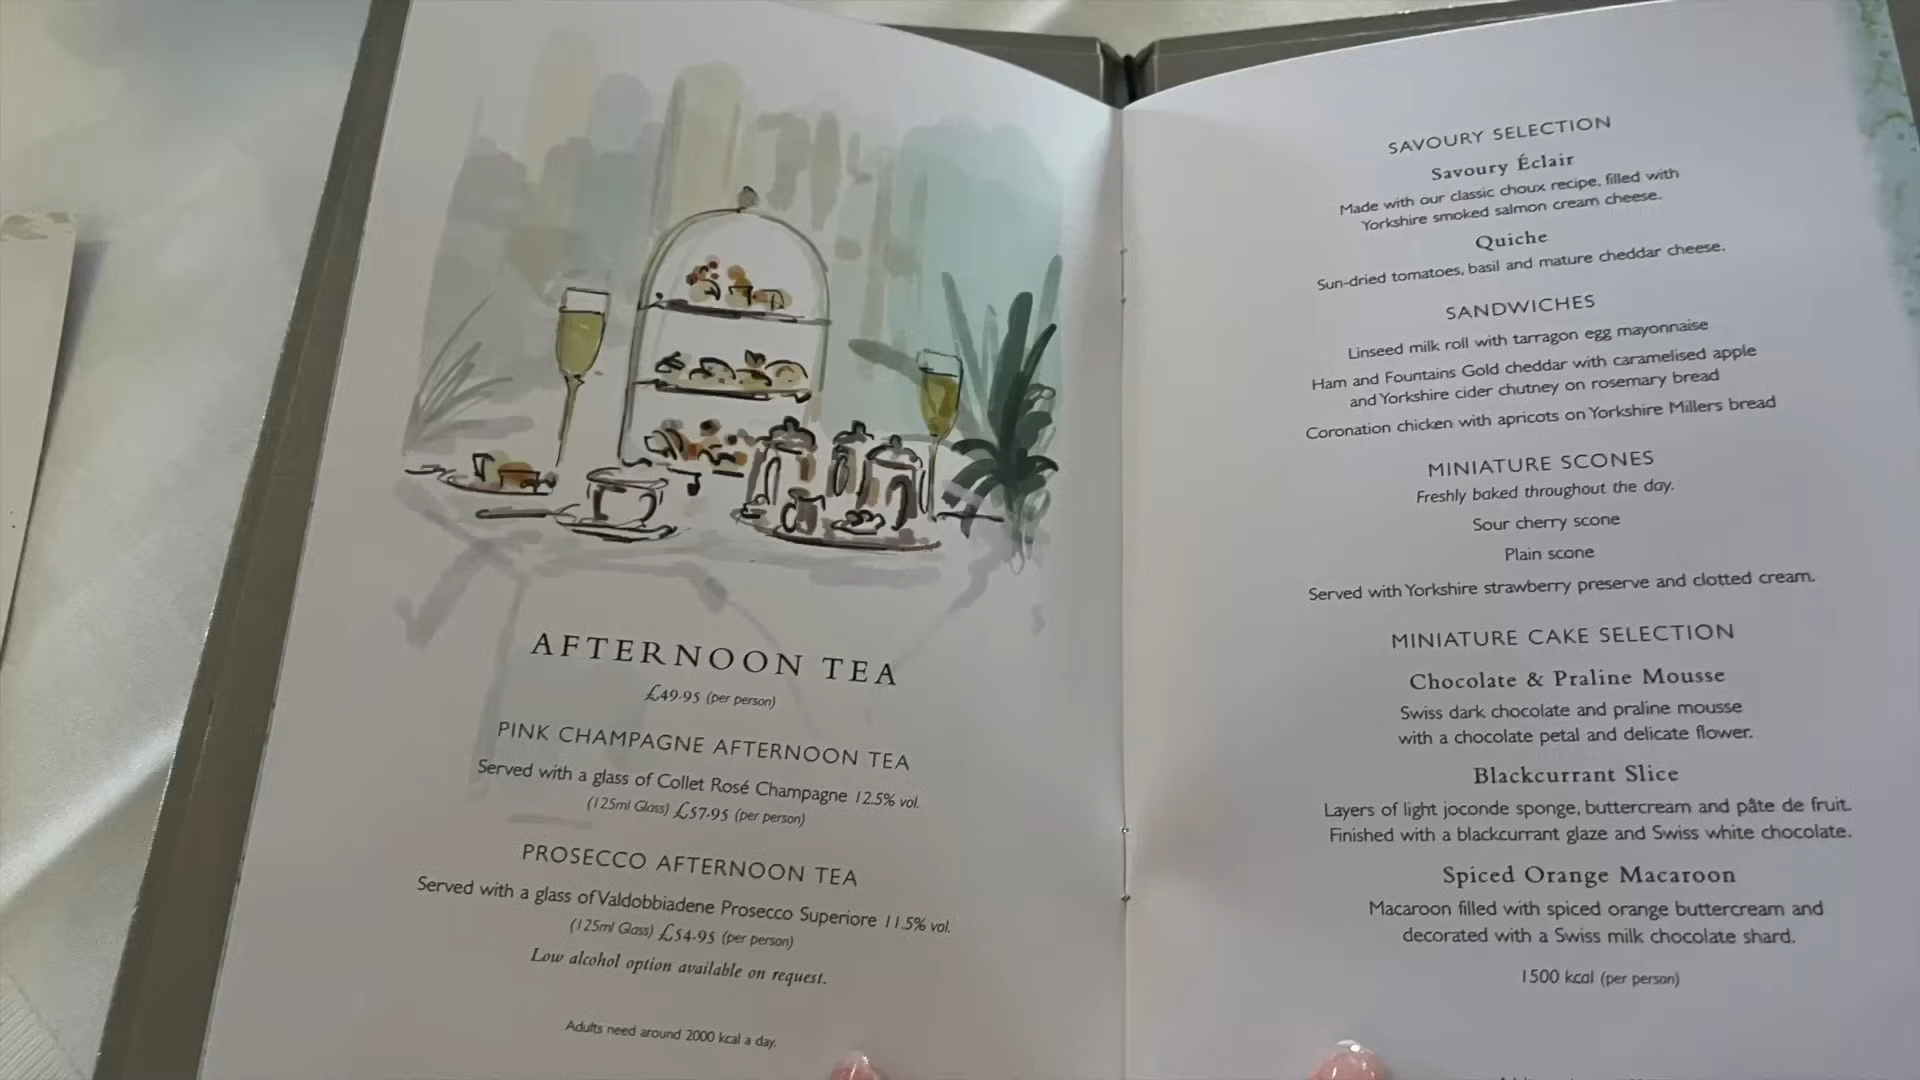 AFTERNOON TEA
£49.95 (per person)
PINK CHAMPAGNE AFTERNOON TEA
Served with a glass of Collet Rosé Champagne 12.5% vol.
(125ml Glass) £57.95 (per person)
PROSECCO AFTERNOON TEA
Served with a glass of Valdobbiadene Prosecco Superiore 11.5% vol.
(125ml Glass) £54.95 (per person)
Low alcohol option available on request.
Adults need around 2000 kcal a day.
SAVOURY SELECTION
Savoury Éclair
Made with our classic choux recipe, filled with
Yorkshire smoked salmon cream cheese.
Quiche
Sun-dried tomatoes, basil and mature cheddar cheese.
SANDWICHES
Linseed milk roll with tarragon egg mayonnaise
Ham and Fountains Gold cheddar with caramelised apple
and Yorkshire cider chutney on rosemary bread
Coronation chicken with apricots on Yorkshire Millers bread
MINIATURE SCONES
Freshly baked throughout the day.
Sour cherry scone
Plain scone
Served with Yorkshire strawberry preserve and clotted cream.
MINIATURE CAKE SELECTION
Chocolate & Praline Mousse
Swiss dark chocolate and praline mousse
with a chocolate petal and delicate flower.
Blackcurrant Slice
Layers of light joconde sponge, buttercream and pâte de fruit.
Finished with a blackcurrant glaze and Swiss white chocolate.
Spiced Orange Macaroon
Macaroon filled with spiced orange buttercream and
decorated with a Swiss milk chocolate shard.
1500 kcal (per person)